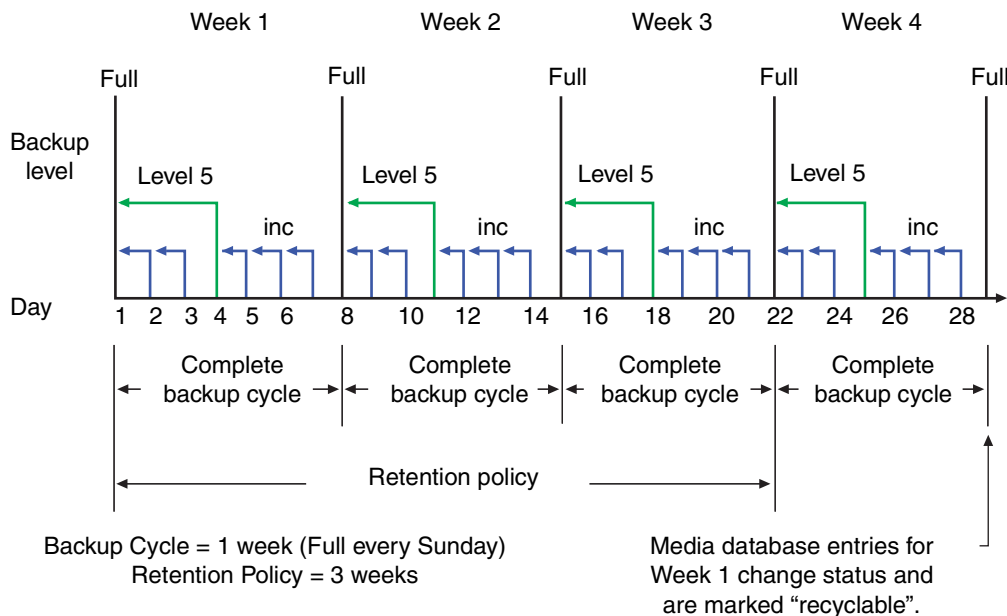 Week 1 Week 2 Week 3 Week 4
Full Full Full Full Full
Backup
level
Level 5 Level 5 Level 5 Level 5
inc inc inc inc
Day
1 2 3 4 5 6 8 10 12 14 16 18 20 21 22 24 26 28
Complete
backup cycle
Complete
backup cycle
Complete
backup cycle
Complete
backup cycle
Retention policy
Backup Cycle = 1 week (Full every Sunday)
Retention Policy = 3 weeks
Media database entries for
Week 1 change status and
are marked “recyclable”.